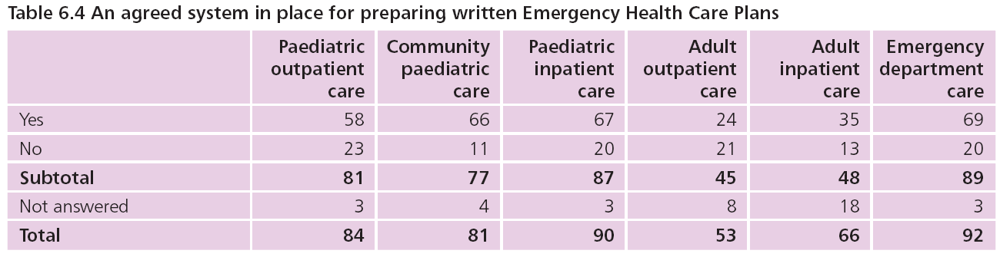 Table 6.4 An agreed system in place for preparing written Emergency Health Care Plans
Paediatric outpatient care Community paediatric care Paediatric inpatient care Adult outpatient care Adult inpatient care Emergency department care
Yes 58 66 67 24 35 69
No 23 11 20 21 13 20
Subtotal 81 77 87 45 48 89
Not answered 3 4 3 8 18 3
Total 84 81 90 53 66 92